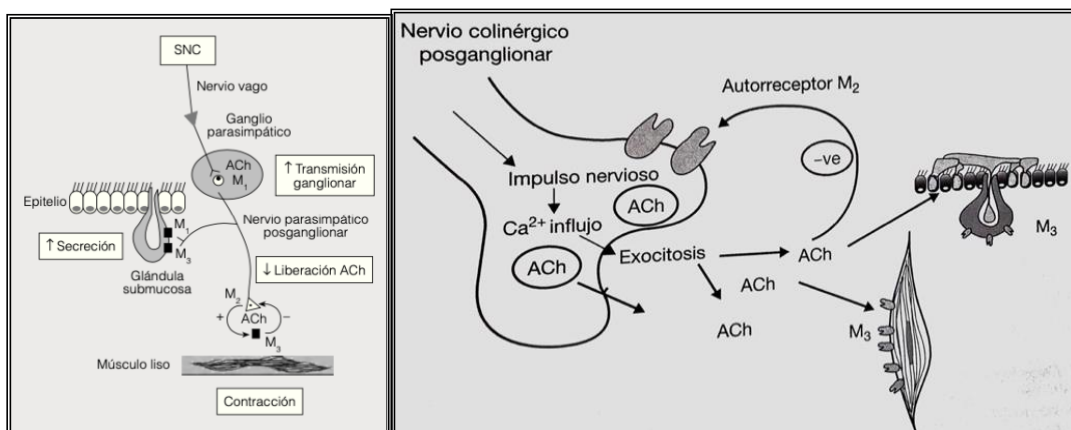 SNC
Nervio vago
Ganglio
parasimpático
ACh
M1
↑ Transmisión
ganglionar
Epitelio
Nervio parasimpático
posganglionar
M1
↑ Secreción
M3
Glándula
submucosa
↓ Liberación ACh
M2
ACh
+
−
M3
Músculo liso
Contracción
Nervio colinérgico
posganglionar
Autorreceptor M2
-ve
Impulso nervioso
ACh
Ca2+ influjo
Exocitosis
ACh
ACh
ACh
ACh
M3
M3